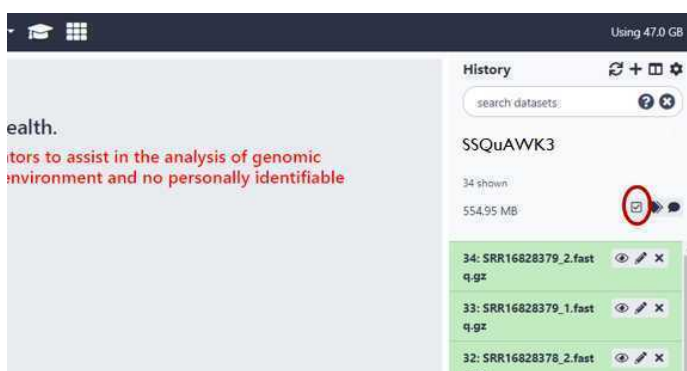 Using 47.0 GB
History
search datasets
ealth.
tors to assist in the analysis of genomic
environment and no personally identifiable
SSQuAWK3
34 shown
554.95 MB
34: SRR16828379_2.fast
q.gz
33: SRR16828379_1.fast
q.gz
32: SRR16828378_2.fast